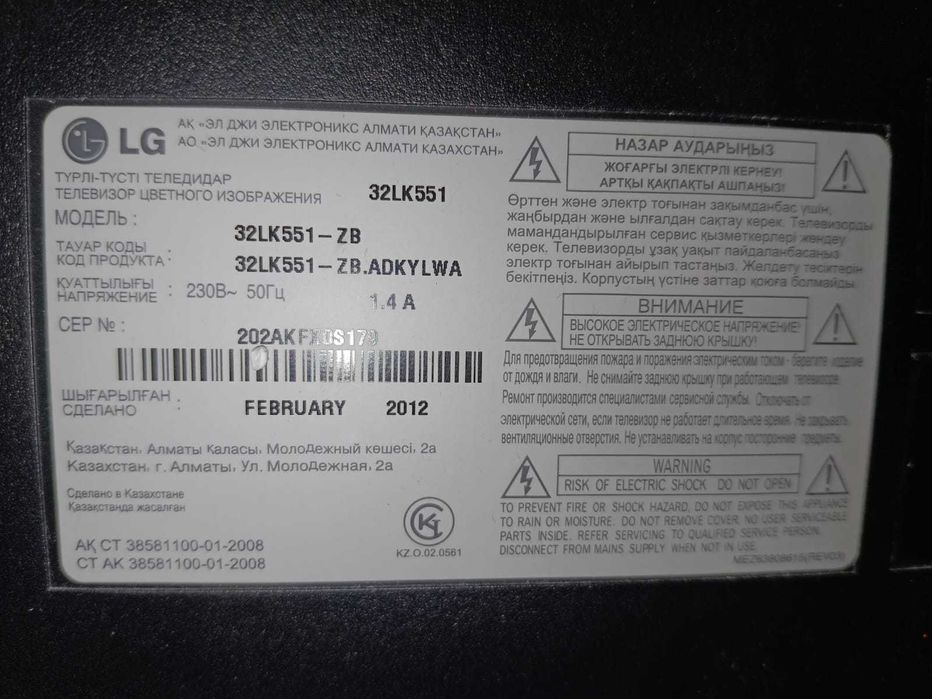 LG
АҚ «ЭЛ ДЖИ ЭЛЕКТРОНИКС АЛМАТИ ҚАЗАҚСТАН»
АО «ЭЛ ДЖИ ЭЛЕКТРОНИКС АЛМАТИ КАЗАХСТАН»
ТҮРЛІ-ТҮСТІ ТЕЛЕДИДАР
ТЕЛЕВИЗОР ЦВЕТНОГО ИЗОБРАЖЕНИЯ 32LK551
МОДЕЛЬ : 32LK551-ZB
ТАУАР КОДЫ
КОД ПРОДУКТА : 32LK551-ZB.ADKYLWA
ҚУАТТЫЛЫҒЫ
НАПРЯЖЕНИЕ : 230В~ 50Гц 1.4 A
СЕР № :
ШЫҒАРЫЛҒАН
СДЕЛАНО : FEBRUARY 2012
Қазақстан, Алматы Қаласы, Молодежный көшесі, 2а
Казахстан, г. Алматы, Ул. Молодежная, 2а
Сделано в Казахстане
Қазақстанда жасалған
KZ.O.02.0561
АҚ СТ 38581100-01-2008
СТ АК 38581100-01-2008
НАЗАР АУДАРЫҢЫЗ
ЖОҒАРҒЫ ЭЛЕКТРЛІ КЕРНЕУ!
АРТҚЫ ҚАҚПАҚТЫ АШПАҢЫЗ!
Өрттен және электр тоғынан зақымданбас үшін,
жаңбырдан және ылғалдан сақтау керек. Телевизорды
мамандандырылған сервис қызметкерлері жөндеу
керек. Телевизорды ұзақ уақыт пайдаланбасаңыз
электр тоғынан айырып тастаңыз. Желдету тесіктерін
бекітпеңіз. Корпустың үстіне заттар қоюға болмайды.
ВНИМАНИЕ
ВЫСОКОЕ ЭЛЕКТРИЧЕСКОЕ НАПРЯЖЕНИЕ!
НЕ ОТКРЫВАТЬ ЗАДНЮЮ КРЫШКУ!
Для предотвращения пожара и поражения электрическим током - берегите изделие
от дождя и влаги. Не снимайте заднюю крышку при работающем телевизоре.
Ремонт производится специалистами сервисной службы. Отключать от
электрической сети, если телевизор не работает длительное время. Не закрывать
вентиляционные отверстия. Не устанавливать на корпус посторонние предметы.
WARNING
RISK OF ELECTRIC SHOCK DO NOT OPEN
TO PREVENT FIRE OR SHOCK HAZARD, DO NOT EXPOSE THIS APPLIANCE
TO RAIN OR MOISTURE. DO NOT REMOVE COVER. NO USER SERVICEABLE
PARTS INSIDE. REFER SERVICING TO QUALIFIED SERVICE PERSON.
DISCONNECT FROM MAINS SUPPLY WHEN NOT IN USE.